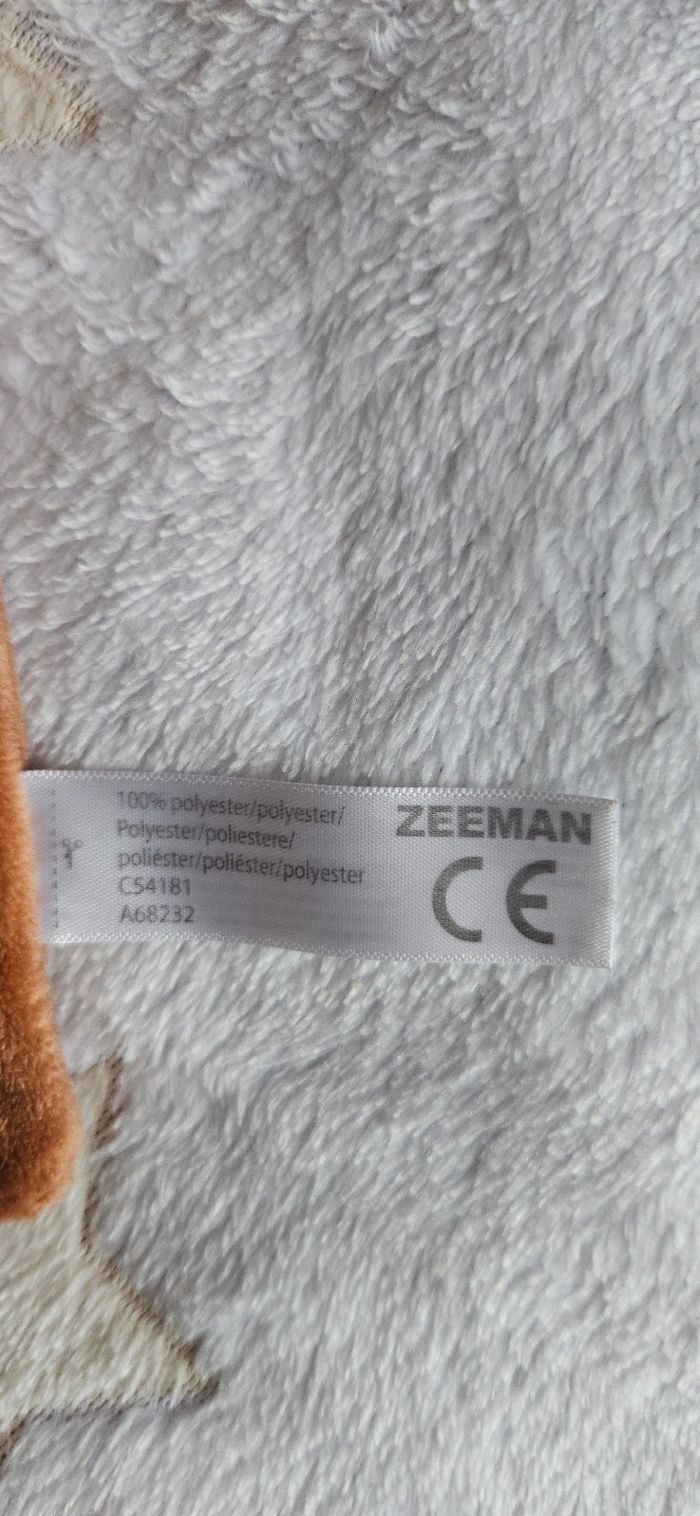 100% polyester/polyester/
Polyester/poliestere/
poliéster/poliéster/polyester
C54181
A68232
ZEEMAN
CE